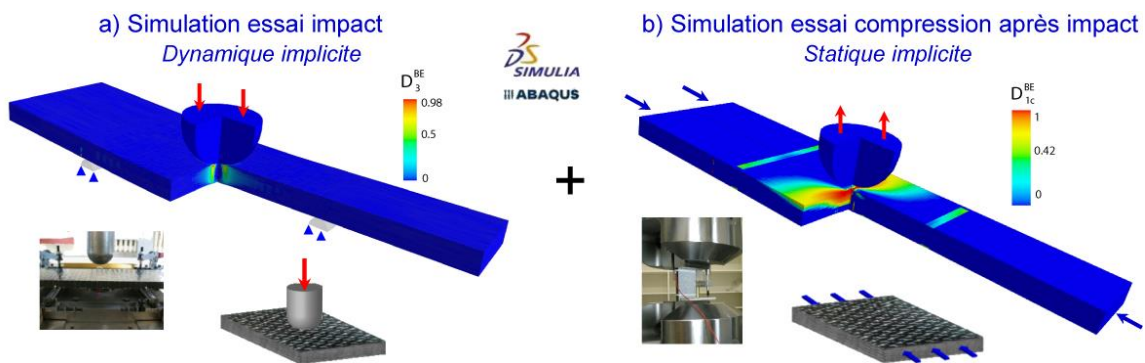 a) Simulation essai impact
Dynamique implicite
D₃ᴮᴱ
0.98
0.5
0
DS
SIMULIA
ABAQUS
+
b) Simulation essai compression après impact
Statique implicite
D₁cᴮᴱ
1
0.42
0